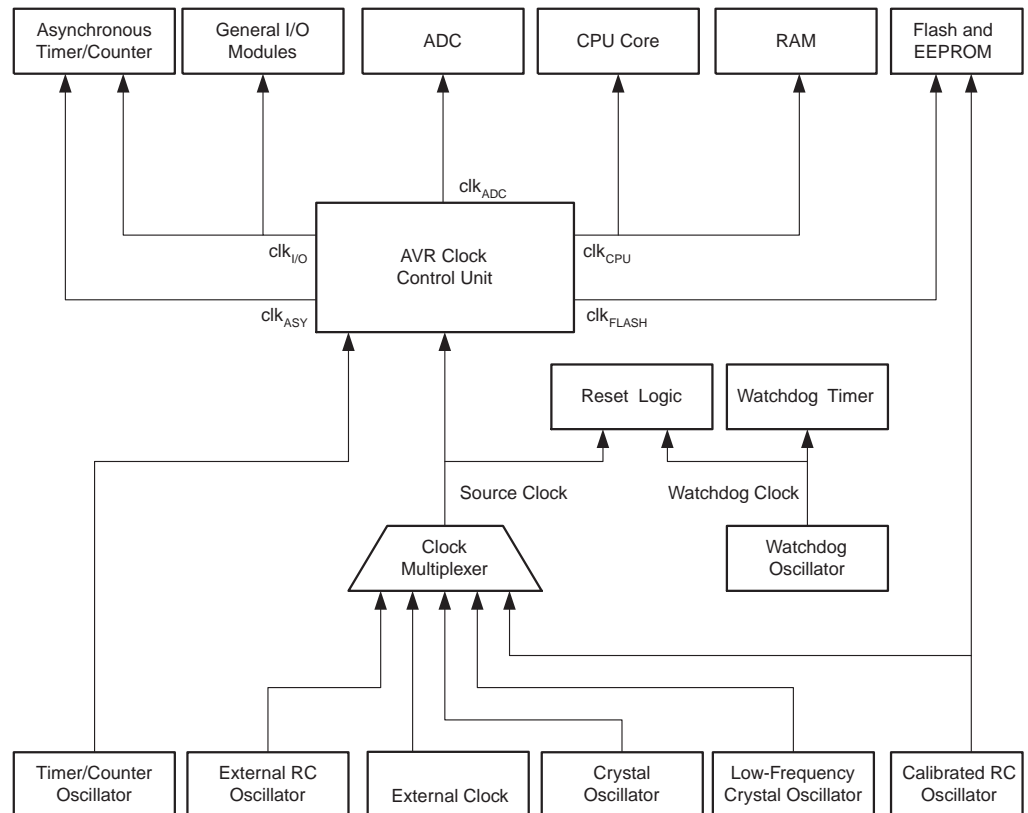 Asynchronous
Timer/Counter
General I/O
Modules
ADC
CPU Core
RAM
Flash and
EEPROM
clkADC
clkI/O
AVR Clock
Control Unit
clkCPU
clkASY
clkFLASH
Reset Logic
Watchdog Timer
Source Clock
Watchdog Clock
Clock
Multiplexer
Watchdog
Oscillator
Timer/Counter
Oscillator
External RC
Oscillator
External Clock
Crystal
Oscillator
Low-Frequency
Crystal Oscillator
Calibrated RC
Oscillator